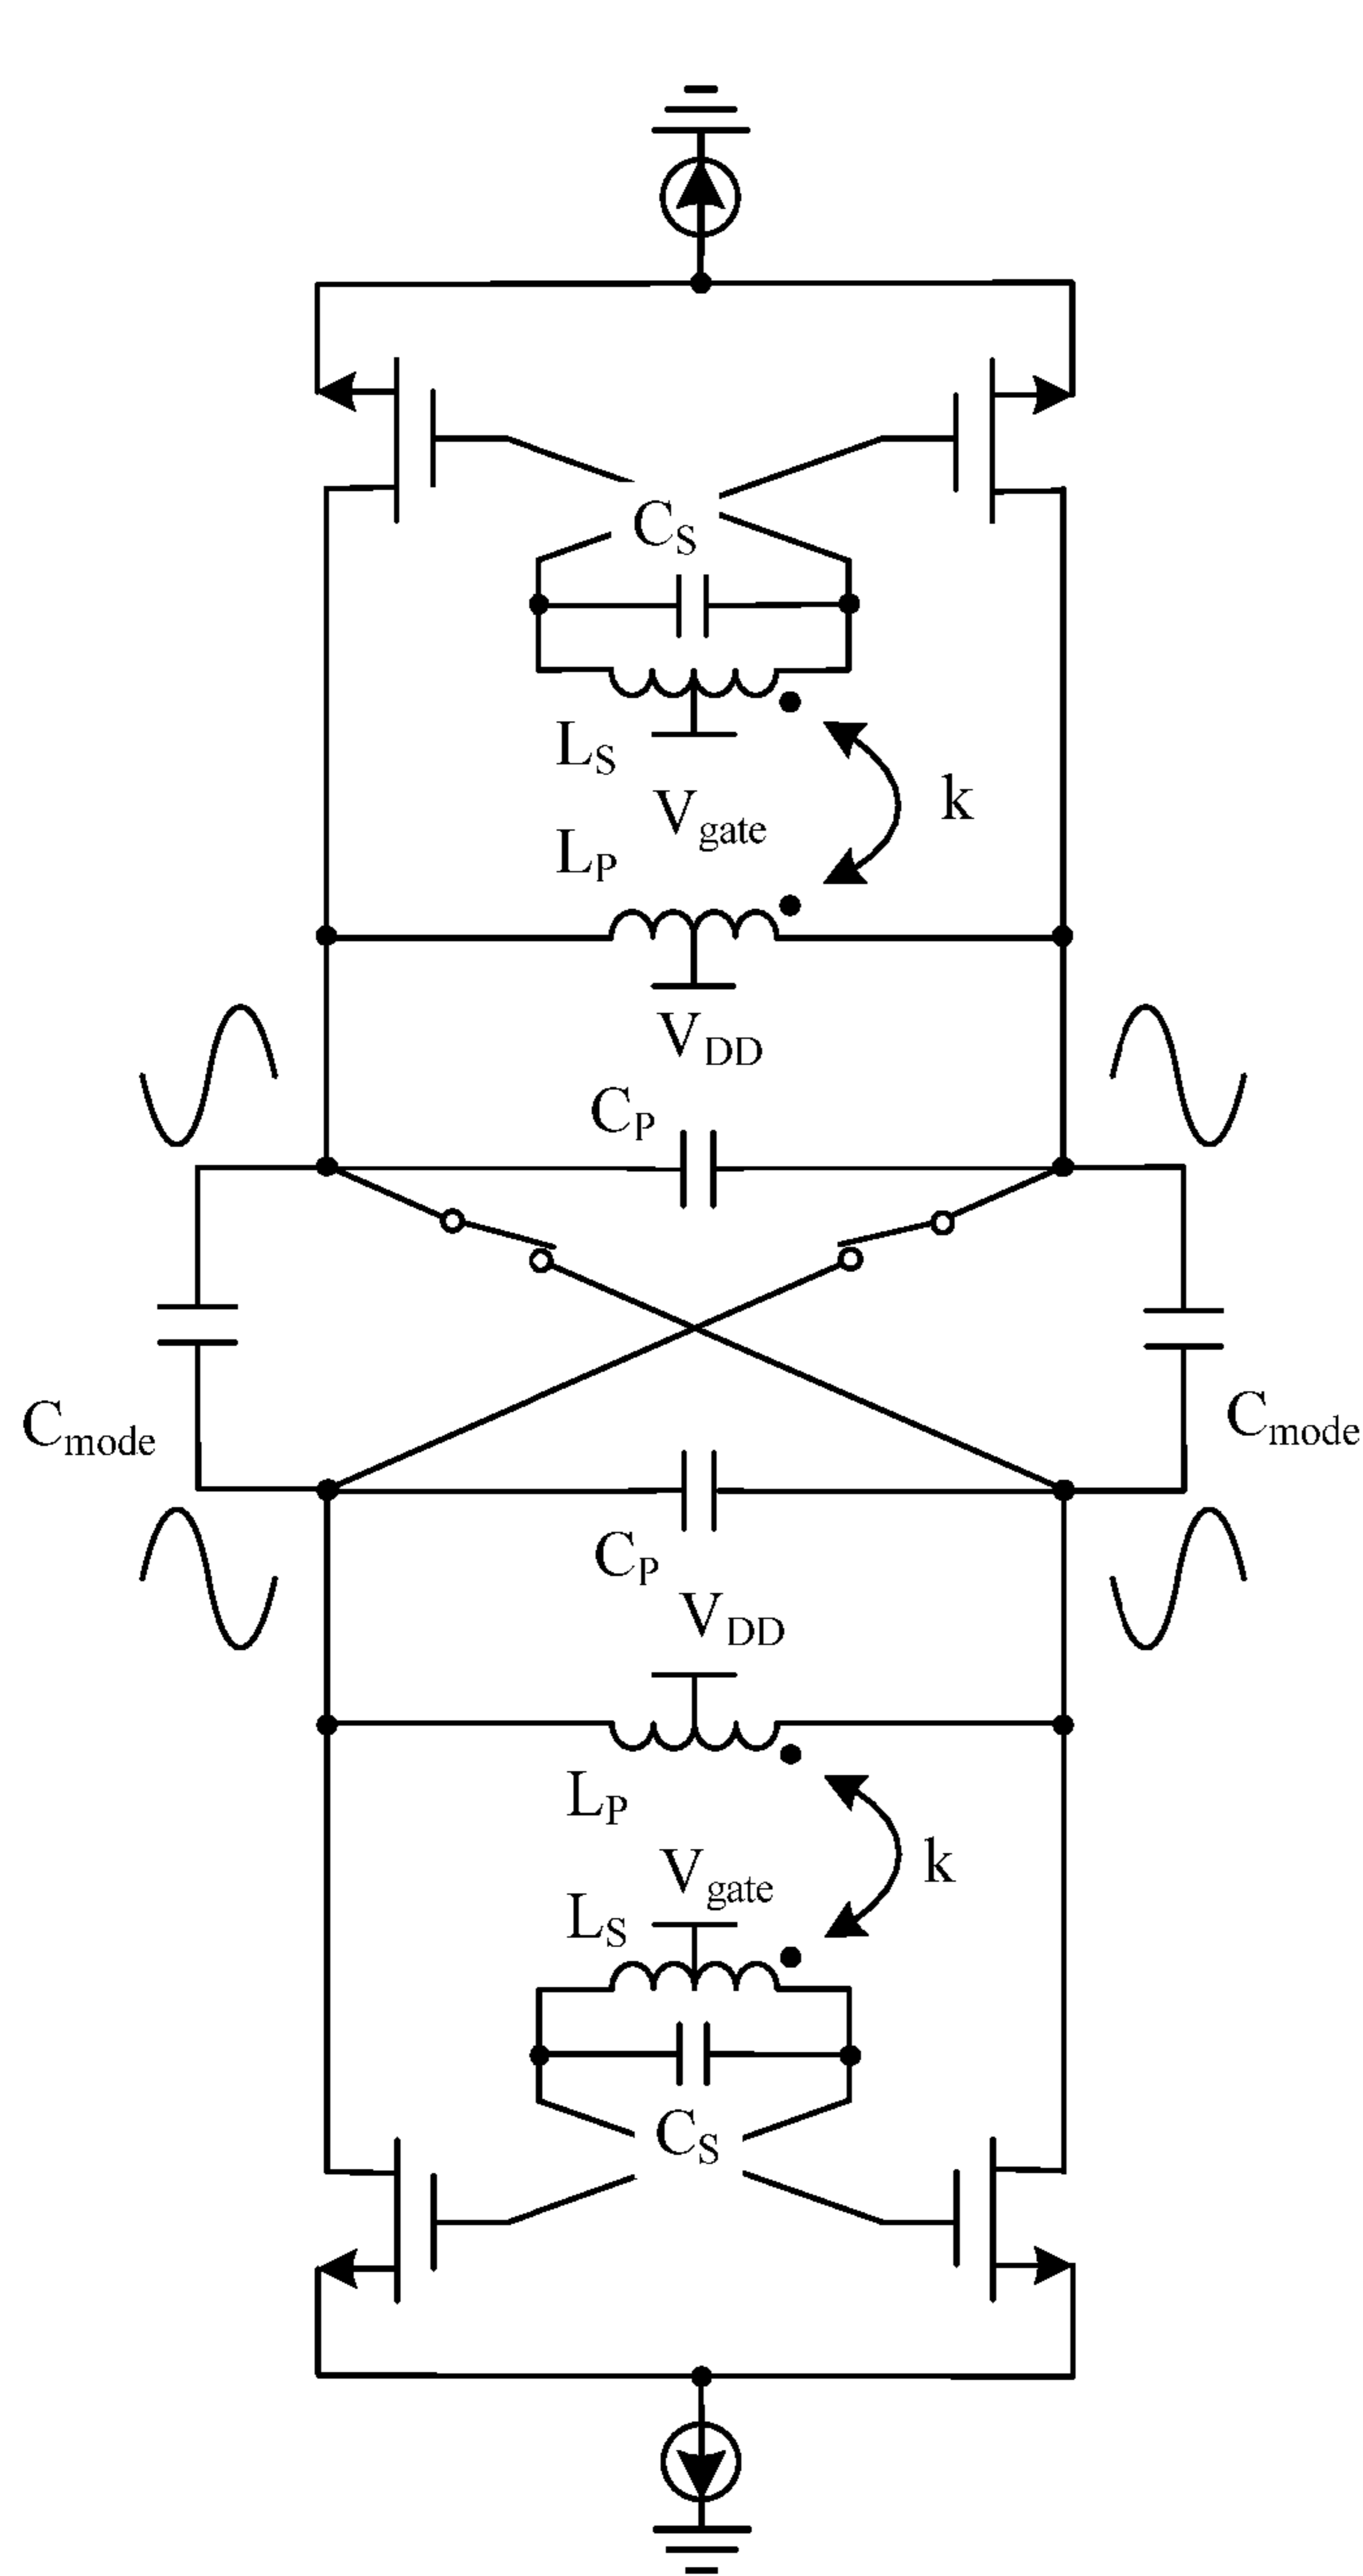 C_S
L_S
V_gate
k
L_P
V_DD
C_P
C_mode
C_mode
C_P
V_DD
L_P
V_gate
k
L_S
C_S